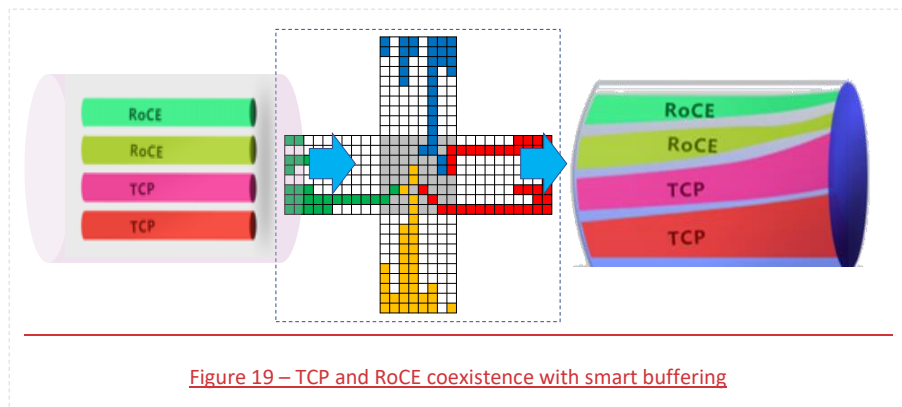 RoCE
RoCE
TCP
TCP
RoCE
RoCE
TCP
TCP
Figure 19 – TCP and RoCE coexistence with smart buffering